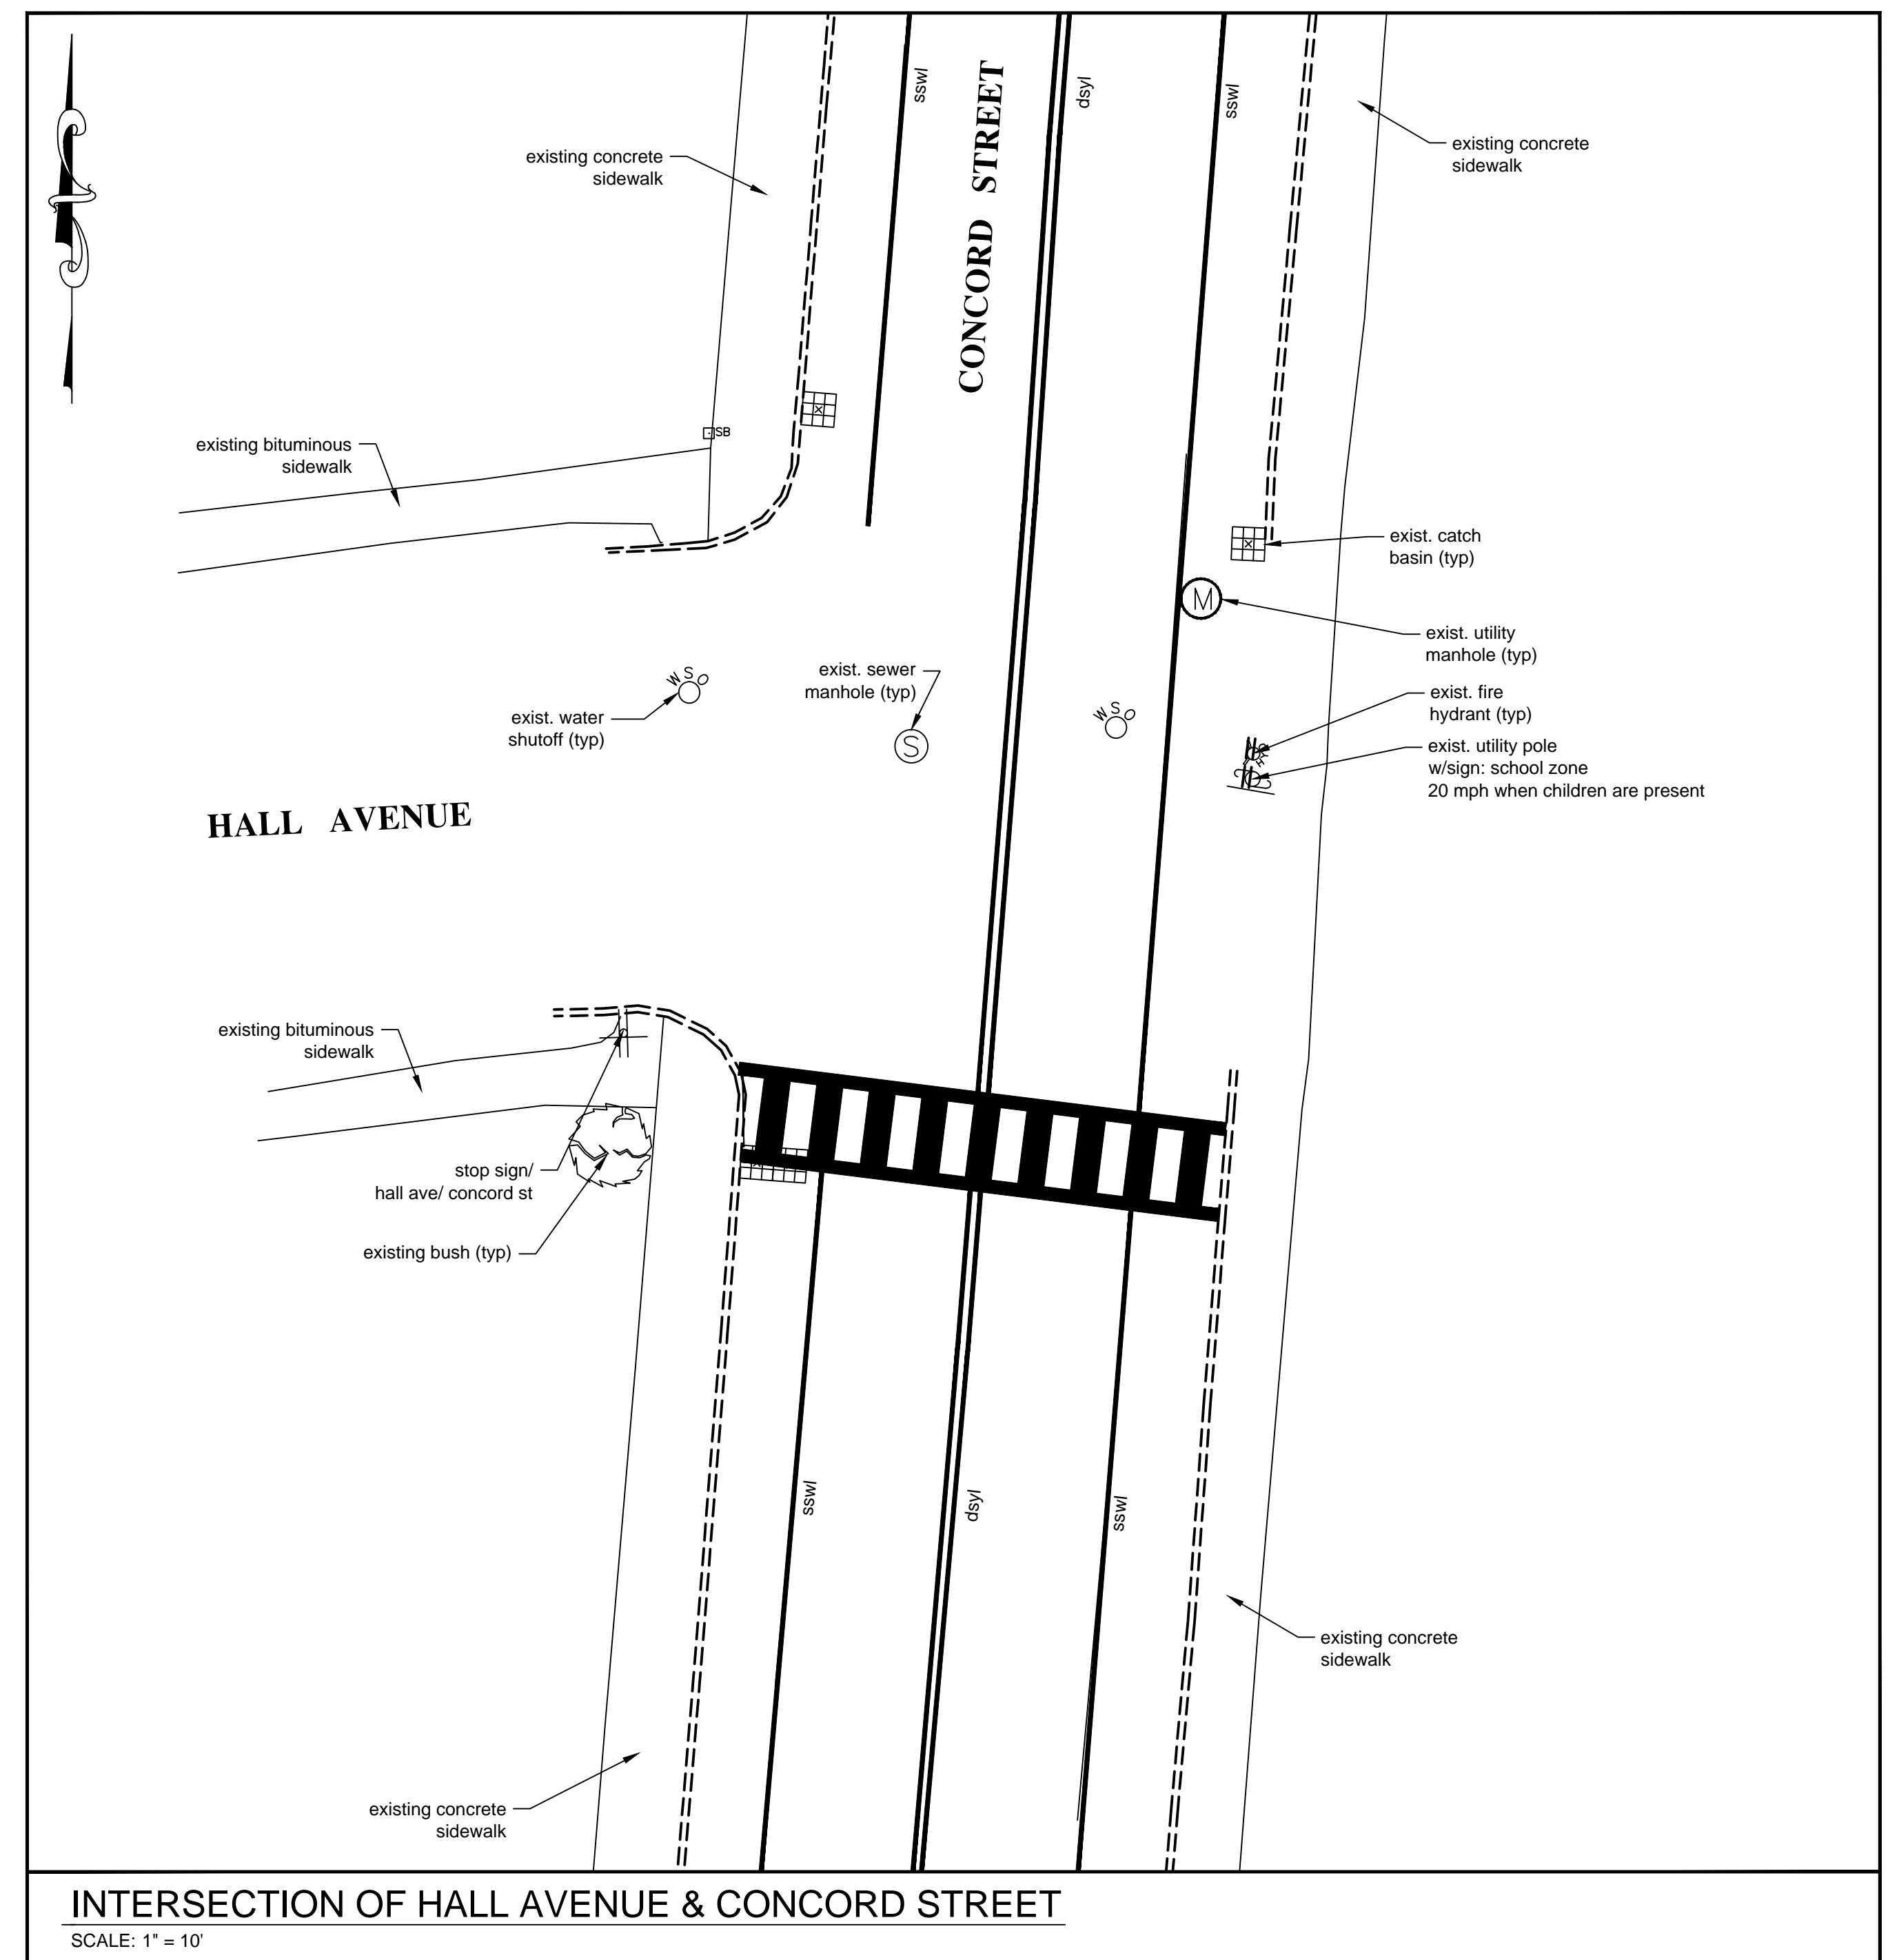 sswl
CONCORD STREET
dsyl
sswl
existing concrete
sidewalk
existing concrete
sidewalk
SB
existing bituminous
sidewalk
exist. catch
basin (typ)
M
exist. utility
manhole (typ)
WSO
exist. water
shutoff (typ)
exist. sewer
manhole (typ)
S
WSO
exist. fire
hydrant (typ)
exist. utility pole
w/sign: school zone
20 mph when children are present
HALL AVENUE
existing bituminous
sidewalk
stop sign/
hall ave/ concord st
existing bush (typ)
sswl
dsyl
sswl
existing concrete
sidewalk
existing concrete
sidewalk
INTERSECTION OF HALL AVENUE & CONCORD STREET
SCALE: 1" = 10'